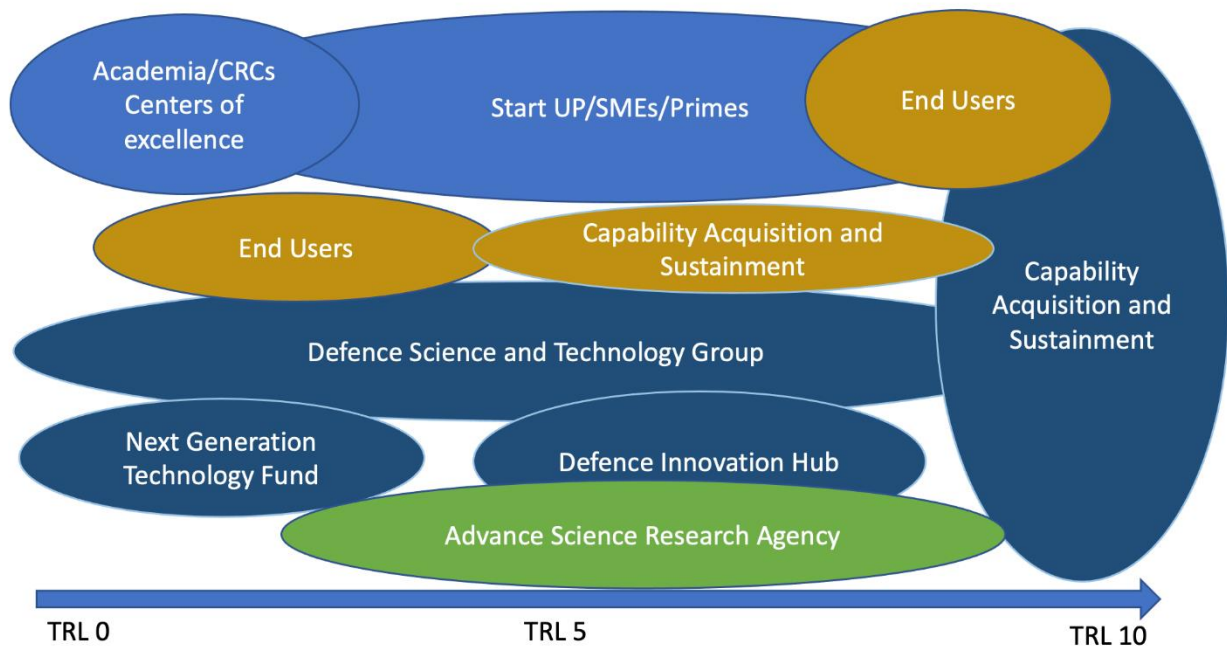 Academia/CRCs
Centers of
excellence
Start UP/SMEs/Primes
End Users
End Users
Capability Acquisition and
Sustainment
Capability
Acquisition and
Sustainment
Defence Science and Technology Group
Next Generation
Technology Fund
Defence Innovation Hub
Advance Science Research Agency
TRL 0
TRL 5
TRL 10